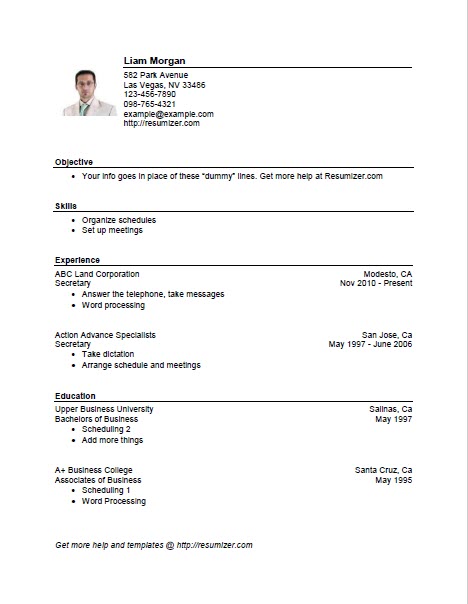 Liam Morgan
582 Park Avenue
Las Vegas, NV 33486
123-456-7890
098-765-4321
example@example.com
http://resumizer.com
Objective
• Your info goes in place of these "dummy" lines. Get more help at Resumizer.com
Skills
• Organize schedules
• Set up meetings
Experience
ABC Land Corporation Modesto, CA
Secretary Nov 2010 - Present
• Answer the telephone, take messages
• Word processing
Action Advance Specialists San Jose, Ca
Secretary May 1997 - June 2006
• Take dictation
• Arrange schedule and meetings
Education
Upper Business University Salinas, Ca
Bachelors of Business May 1997
• Scheduling 2
• Add more things
A+ Business College Santa Cruz, Ca
Associates of Business May 1995
• Scheduling 1
• Word Processing
Get more help and templates @ http://resumizer.com